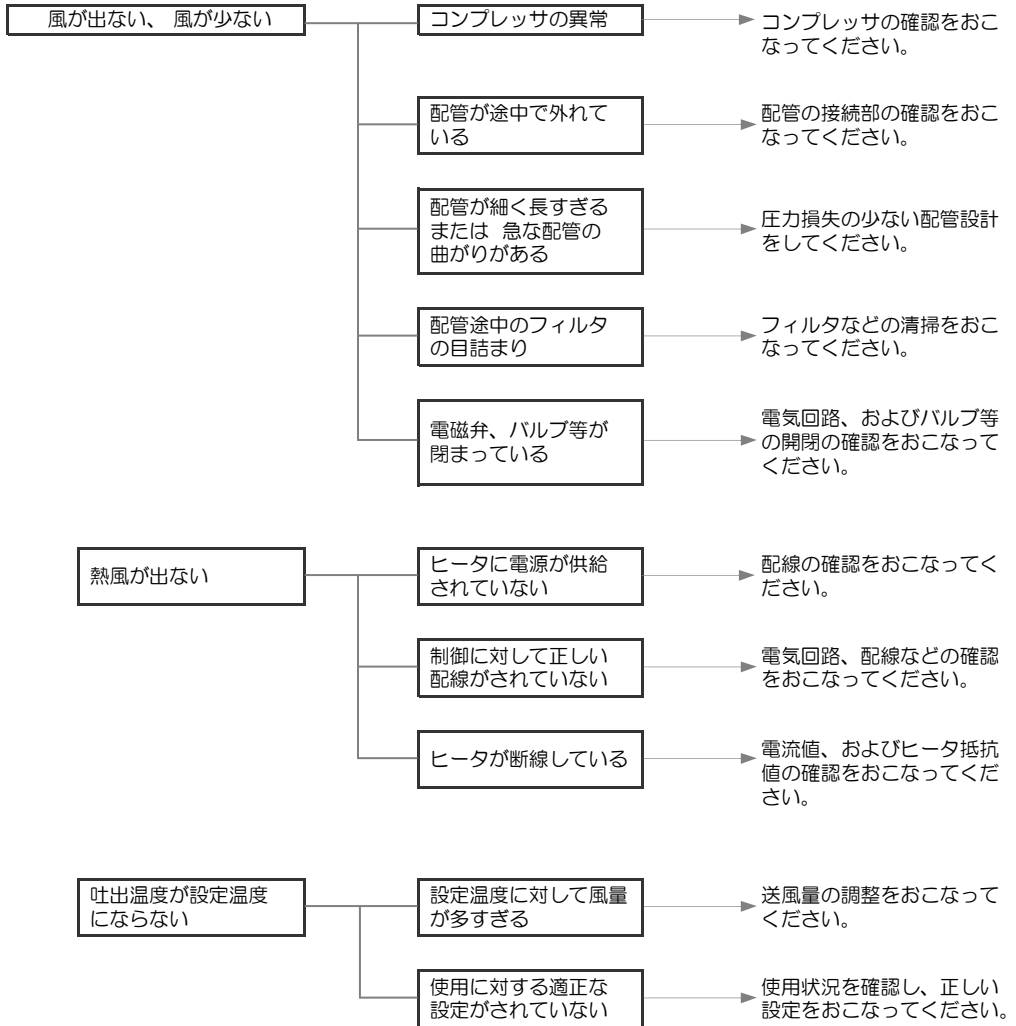 風が出ない、 風が少ない
コンプレッサの異常
コンプレッサの確認をおこ
なってください。
配管が途中で外れて
いる
配管の接続部の確認をおこ
なってください。
配管が細く長すぎる
または 急な配管の
曲がりがある
圧力損失の少ない配管設計
をしてください。
配管途中のフィルタ
の目詰まり
フィルタなどの清掃をおこ
なってください。
電磁弁、バルブ等が
閉まっている
電気回路、およびバルブ等
の開閉の確認をおこなって
ください。
熱風が出ない
ヒータに電源が供給
されていない
配線の確認をおこなってく
ださい。
制御に対して正しい
配線がされていない
電気回路、配線などの確認
をおこなってください。
ヒータが断線している
電流値、およびヒータ抵抗
値の確認をおこなってくだ
さい。
吐出温度が設定温度
にならない
設定温度に対して風量
が多すぎる
送風量の調整をおこなって
ください。
使用に対する適正な
設定がされていない
使用状況を確認し、正しい
設定をおこなってください。